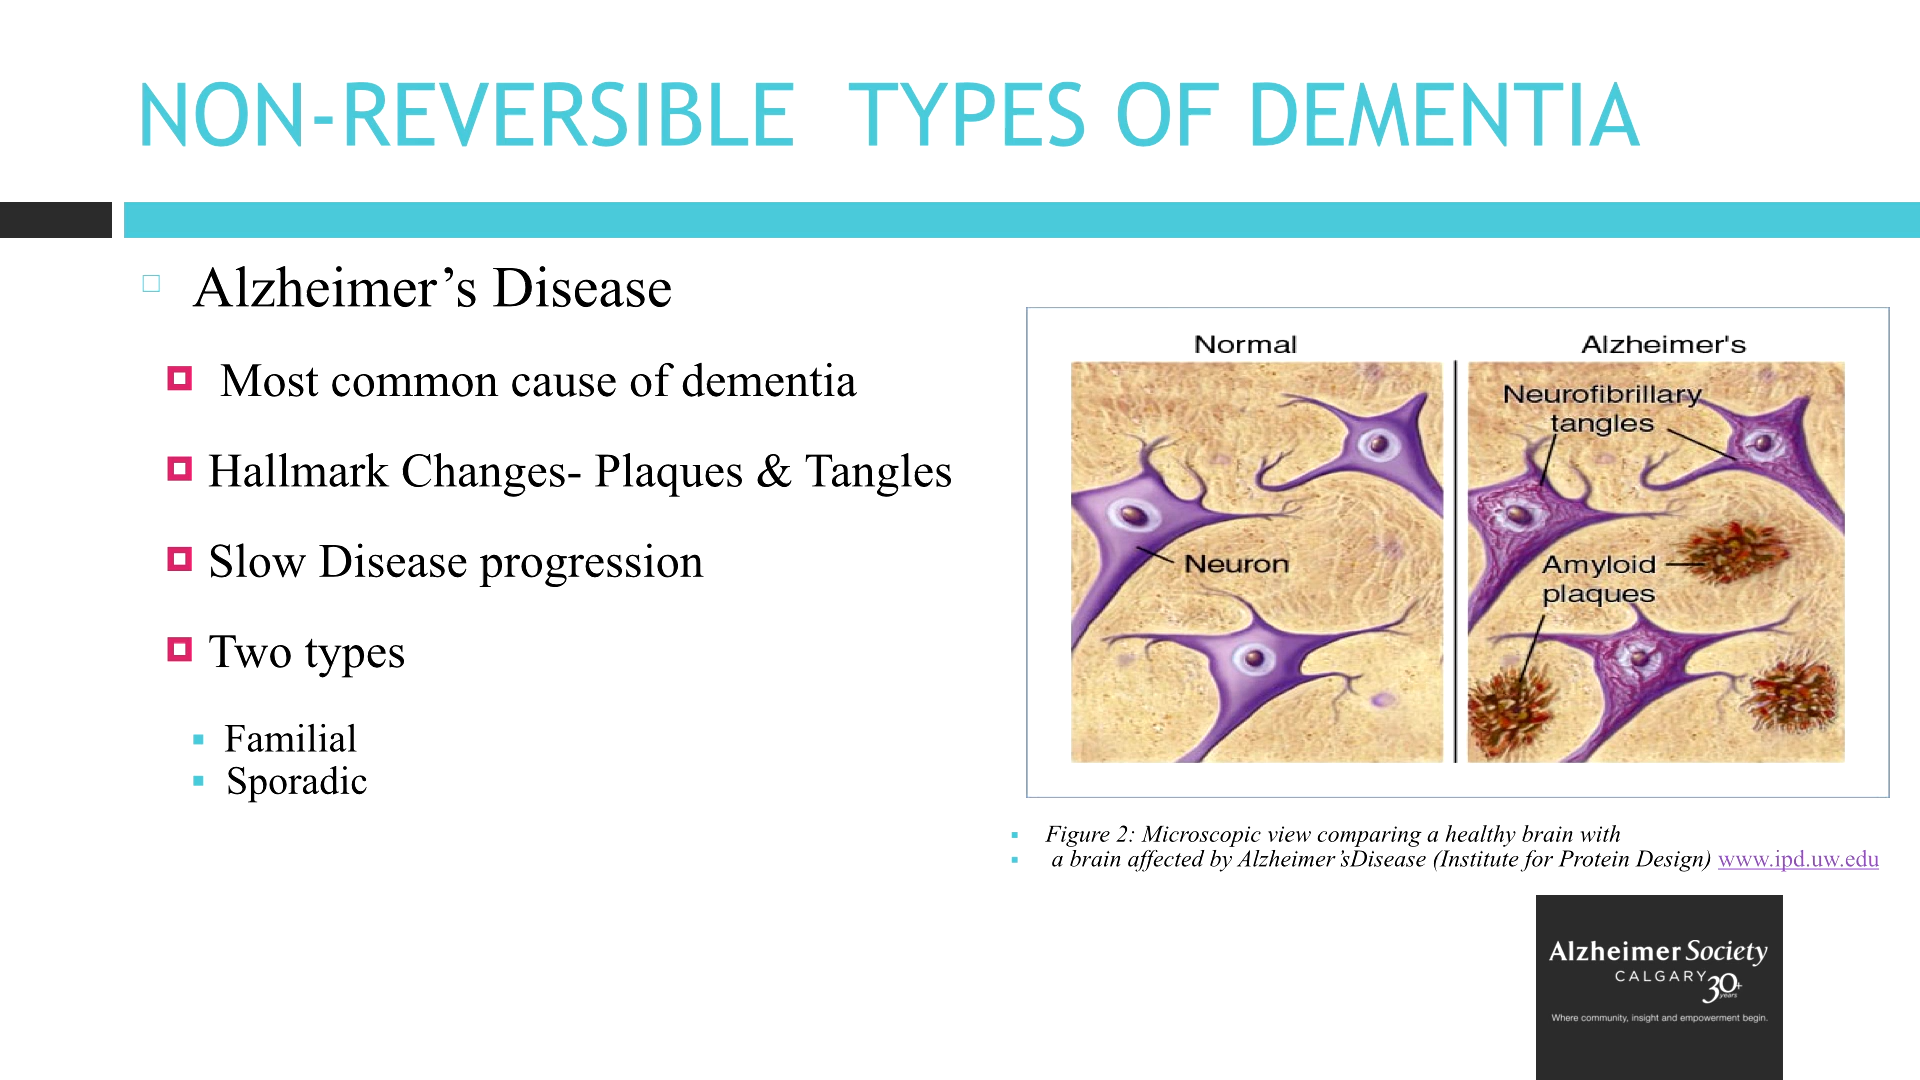 NON-REVERSIBLE  TYPES OF DEMENTIA
Alzheimer’s Disease
Most common cause of dementia
Hallmark Changes- Plaques & Tangles
Slow Disease progression
Two types
Familial
Sporadic
Normal
Neuron
Alzheimer's
Neurofibrillary
tangles
Amyloid
plaques
Figure 2: Microscopic view comparing a healthy brain with
a brain affected by Alzheimer’sDisease (Institute for Protein Design) www.ipd.uw.edu
Alzheimer Society
CALGARY 30+
years
Where community, insight and empowerment begin.